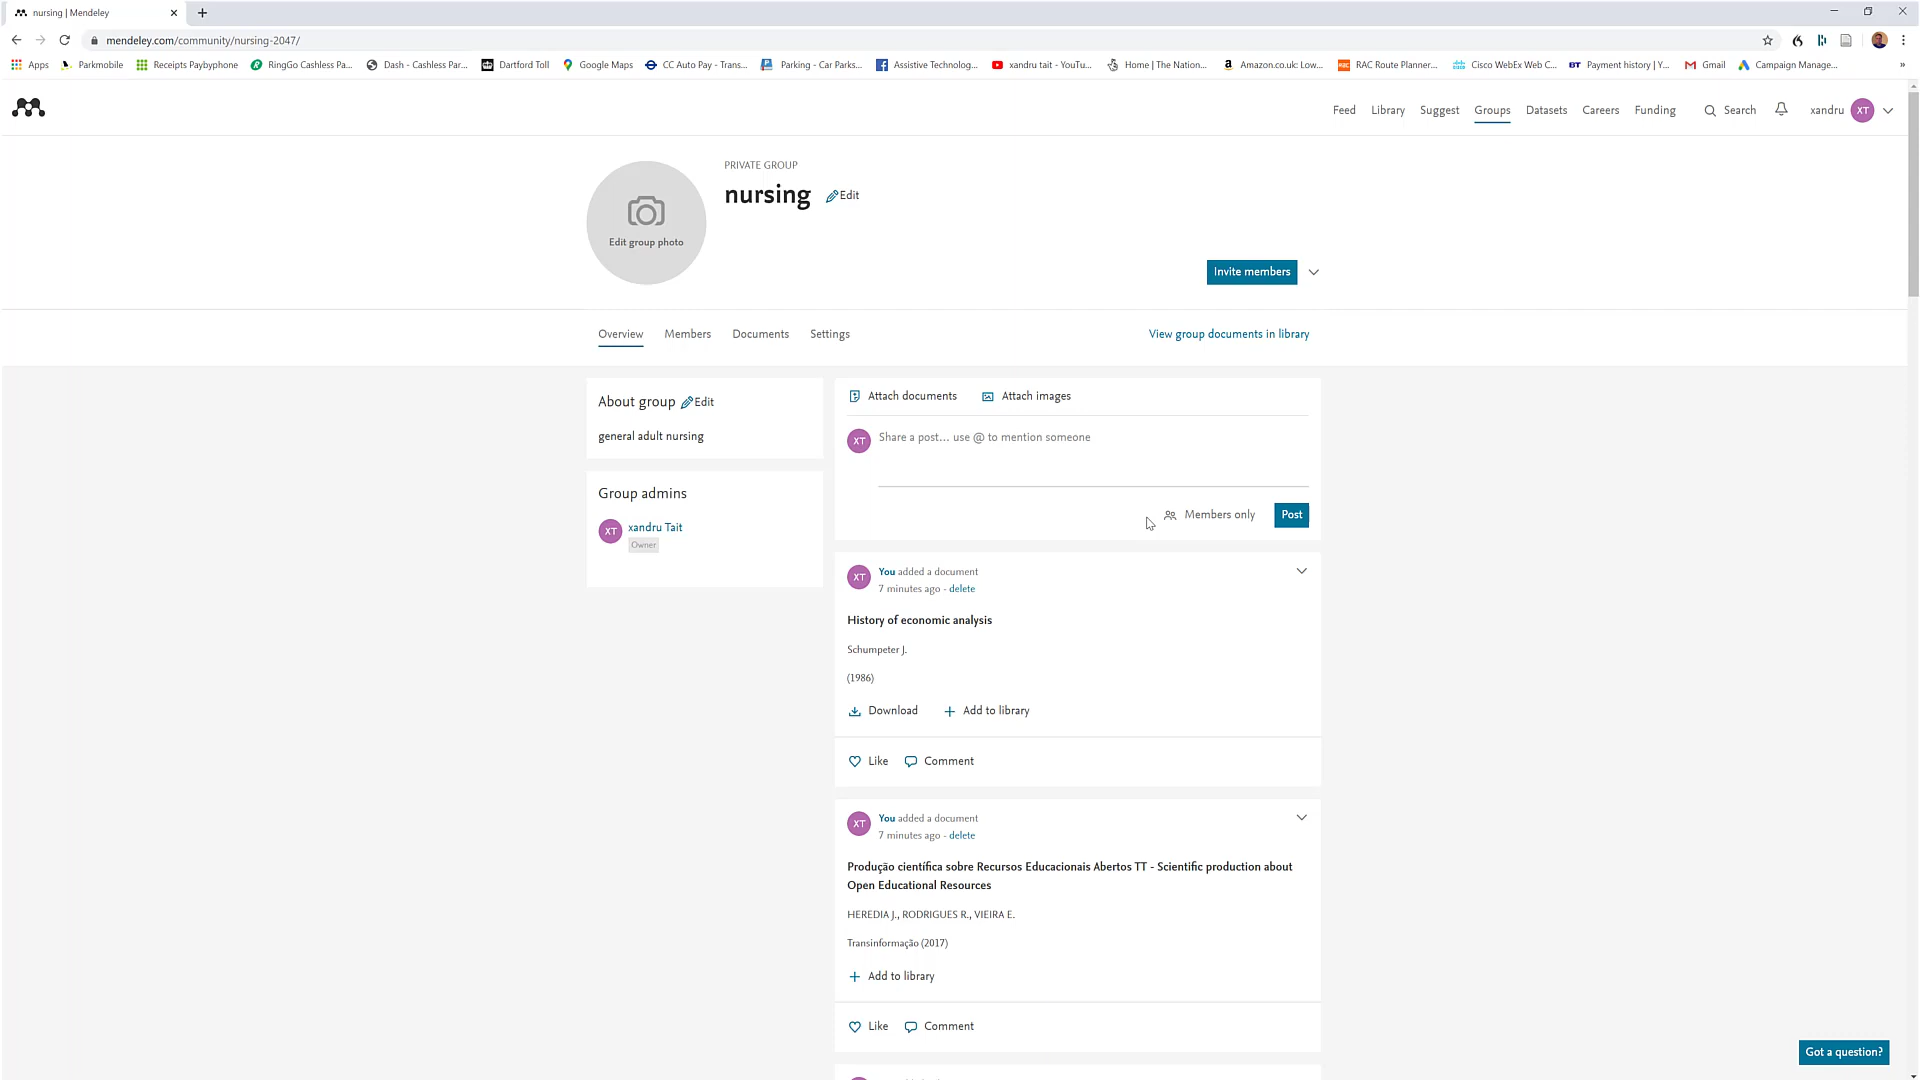 nursing | Mendeley
mendeley.com/community/nursing-2047/
Apps Parkmobile Receipts Paybyphone RingGo Cashless Pa... Dash - Cashless Par... Dartford Toll Google Maps CC Auto Pay - Trans... Parking - Car Parks... Assistive Technolog... xandru tait - YouTu... Home | The Nation... Amazon.co.uk: Low... RAC Route Planner... Cisco WebEx Web C... BT Payment history | Y... Gmail Campaign Manage... »
Feed Library Suggest Groups Datasets Careers Funding Search xandru XT
PRIVATE GROUP
nursing Edit
Edit group photo
Invite members
Overview Members Documents Settings View group documents in library
About group Edit
general adult nursing
Group admins
XT xandru Tait
Owner
Attach documents Attach images
XT Share a post... use @ to mention someone
Members only Post
XT You added a document
7 minutes ago - delete
History of economic analysis
Schumpeter J.
(1986)
Download Add to library
Like Comment
XT You added a document
7 minutes ago - delete
Produção científica sobre Recursos Educacionais Abertos TT - Scientific production about
Open Educational Resources
HEREDIA J., RODRIGUES R., VIEIRA E.
Transinformação (2017)
Add to library
Like Comment
Got a question?